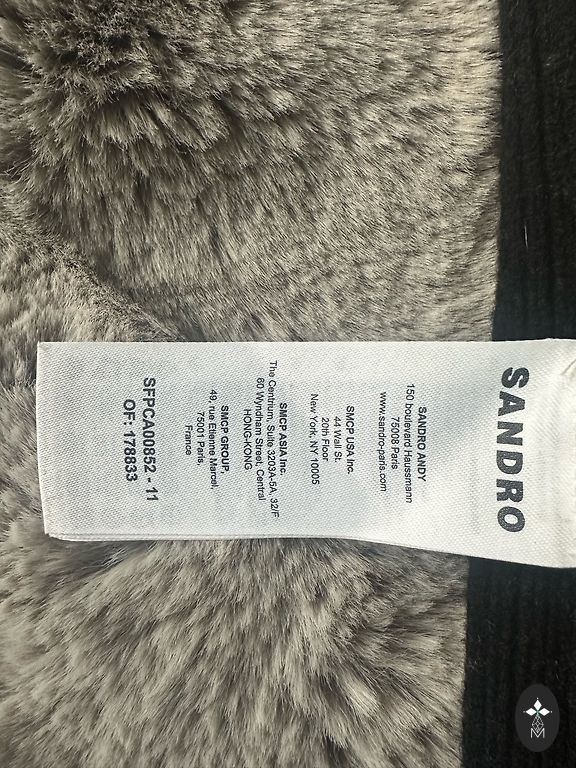 SANDRO
SANDRO ANDY
150 boulevard Haussmann
75008 Paris
www.sandro-paris.com
SMCP USA Inc.
44 Wall St.
20th Floor
New York, NY 10005
SMCP ASIA Inc.
The Centrium, Suite 3203A-5A, 32/F
60 Wyndham Street, Central
HONG-KONG
SMCP GROUP,
49, rue Etienne Marcel,
75001 Paris,
France
SFPCA00852 - 11
OF: 178833
M